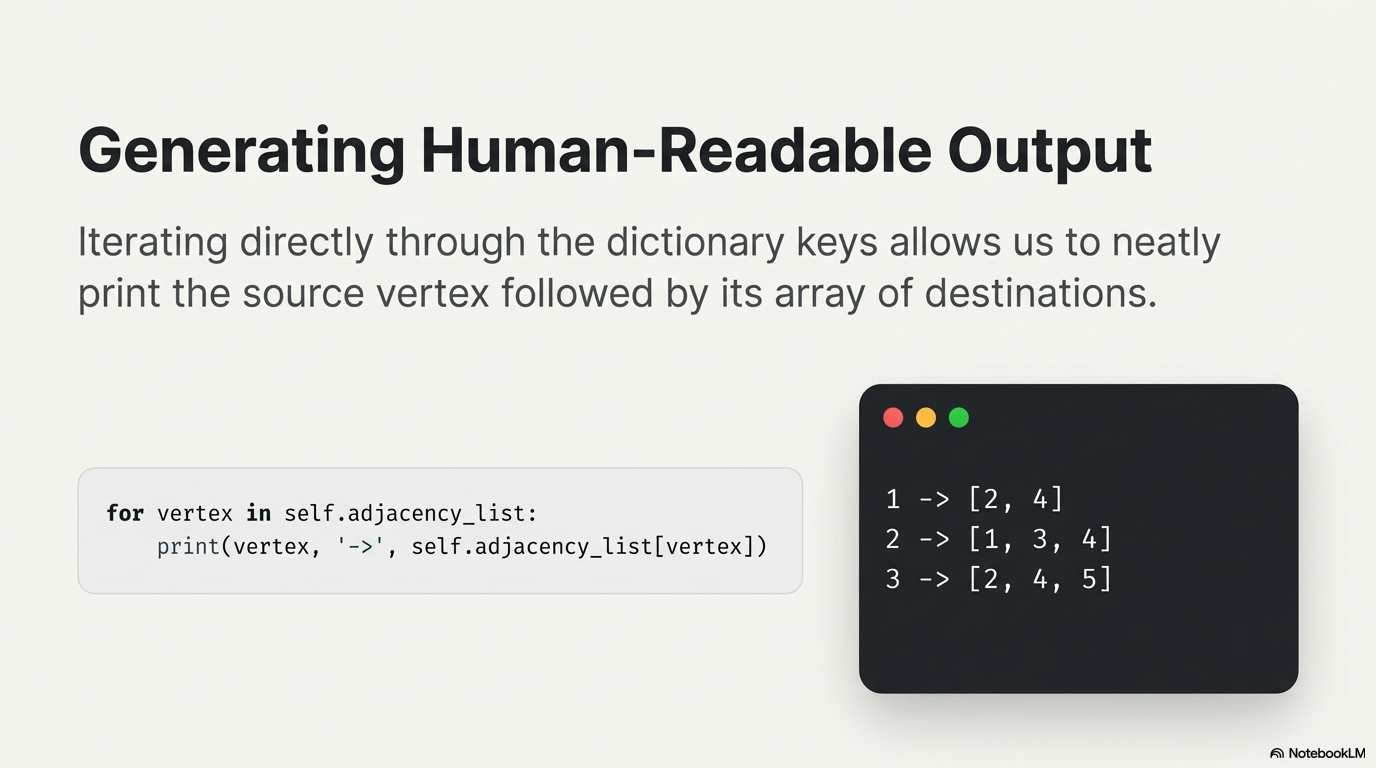 Generating Human-Readable Output
Iterating directly through the dictionary keys allows us to neatly
print the source vertex followed by its array of destinations.
for vertex in self.adjacency_list:
    print(vertex, '->', self.adjacency_list[vertex])
1 -> [2, 4]
2 -> [1, 3, 4]
3 -> [2, 4, 5]
NotebookLM